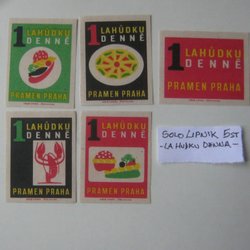 1 LAHŮDKU
DENNĚ
PRAMEN PRAHA
1 LAHŮDKU
DENNĚ
PRAMEN PRAHA
1 LAHŮDKU
DENNĚ
PRAMEN PRAHA
1 LAHŮDKU
DENNĚ
PRAMEN PRAHA
1 LAHŮDKU
DENNĚ
PRAMEN PRAHA
SOLO LIPNIK EST
-LA HUDKU DENNA-